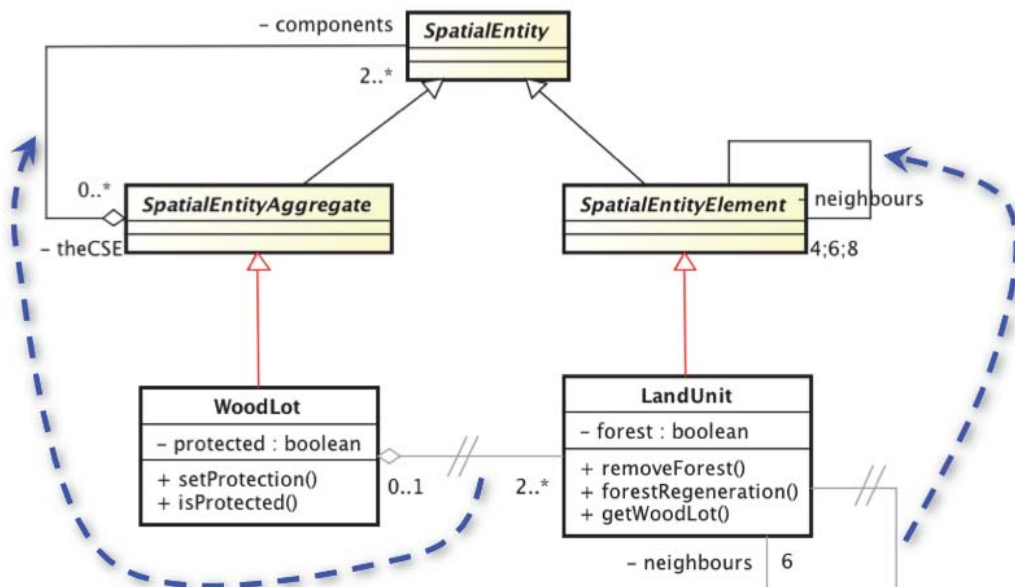 – components
SpatialEntity
2..*
0..*
SpatialEntityAggregate
– theCSE
SpatialEntityElement
– neighbours
4;6;8
WoodLot
– protected : boolean
+ setProtection()
+ isProtected()
0..1
2..*
LandUnit
– forest : boolean
+ removeForest()
+ forestRegeneration()
+ getWoodLot()
– neighbours
6